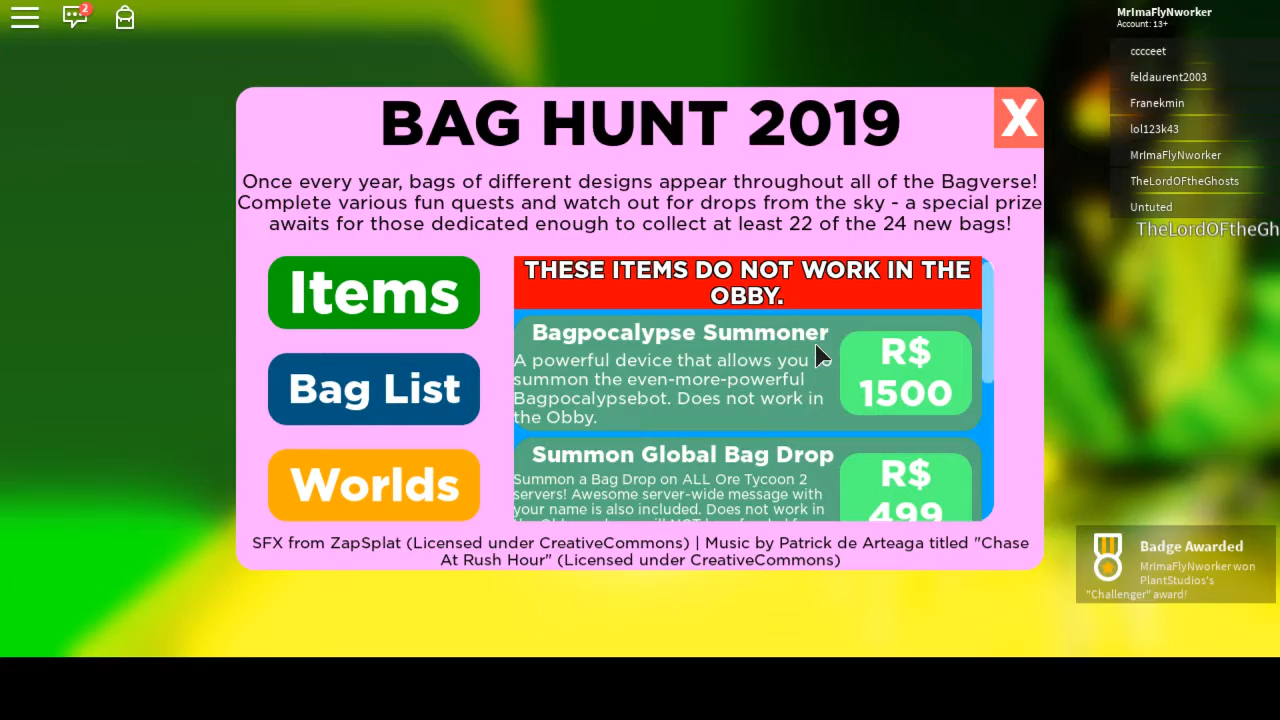 2
MrImaFlyNworker
Account: 13+
cccceet
feldaurent2003
Franekmin
lol123k43
MrImaFlyNworker
TheLordOFtheGhosts
Untuted
TheLordOFtheGh
BAG HUNT 2019
X
Once every year, bags of different designs appear throughout all of the Bagverse!
Complete various fun quests and watch out for drops from the sky - a special prize
awaits for those dedicated enough to collect at least 22 of the 24 new bags!
Items
Bag List
Worlds
THESE ITEMS DO NOT WORK IN THE
OBBY.
Bagpocalypse Summoner
A powerful device that allows you
summon the even-more-powerful
Bagpocalypsebot. Does not work in
the Obby.
R$
1500
Summon Global Bag Drop
Summon a Bag Drop on ALL Ore Tycoon 2
servers! Awesome server-wide message with
your name is also included. Does not work in
R$
499
SFX from ZapSplat (Licensed under CreativeCommons) | Music by Patrick de Arteaga titled "Chase
At Rush Hour" (Licensed under CreativeCommons)
Badge Awarded
MrImaFlyNworker won
PlantStudios's
"Challenger" award!